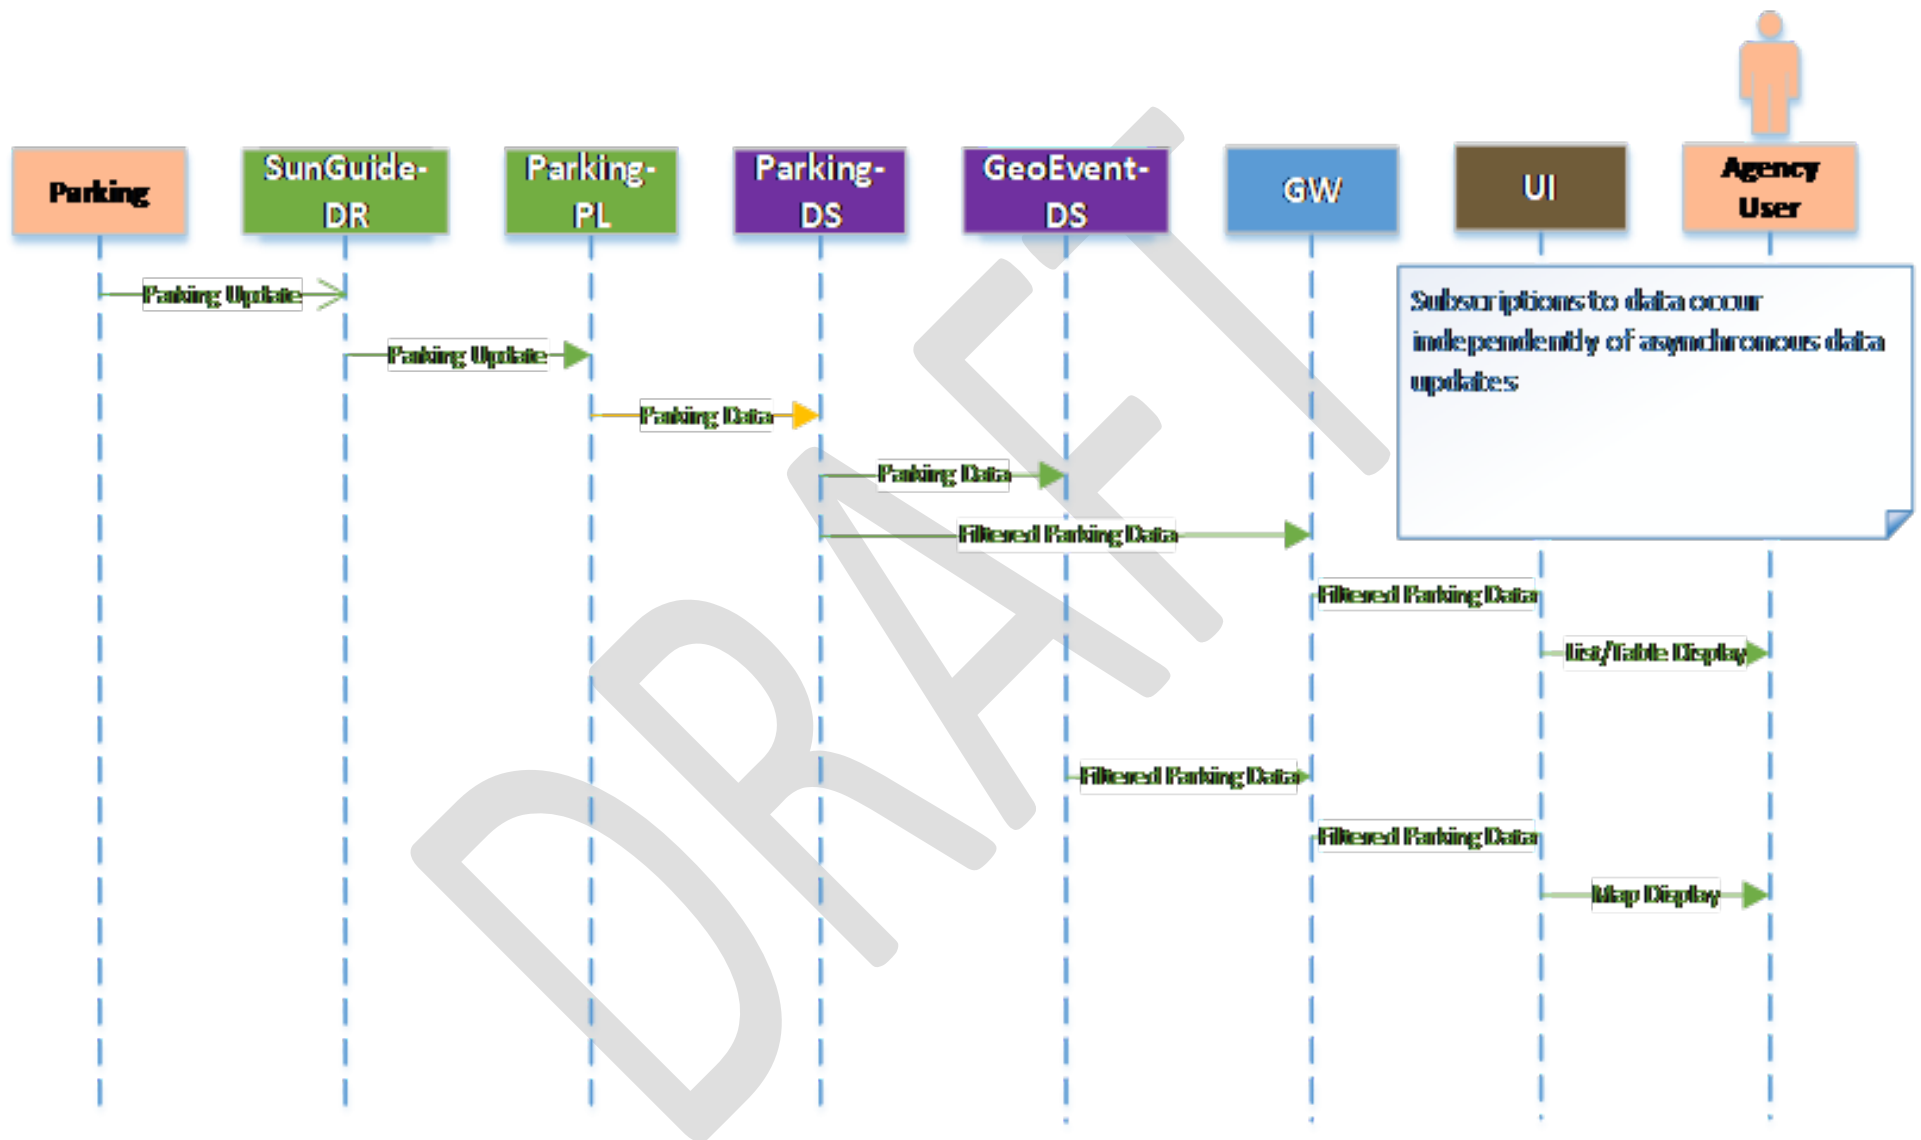 Parking
SunGuide-
DR
Parking-
PL
Parking-
DS
GeoEvent-
DS
GW
UI
Agency
User
Parking Update
Subscriptions to data occur
independently of asynchronous data
updates
Parking Update
Parking Data
Parking Data
Filtered Parking Data
Filtered Parking Data
List/Table Display
Filtered Parking Data
Filtered Parking Data
Map Display
DRAFT